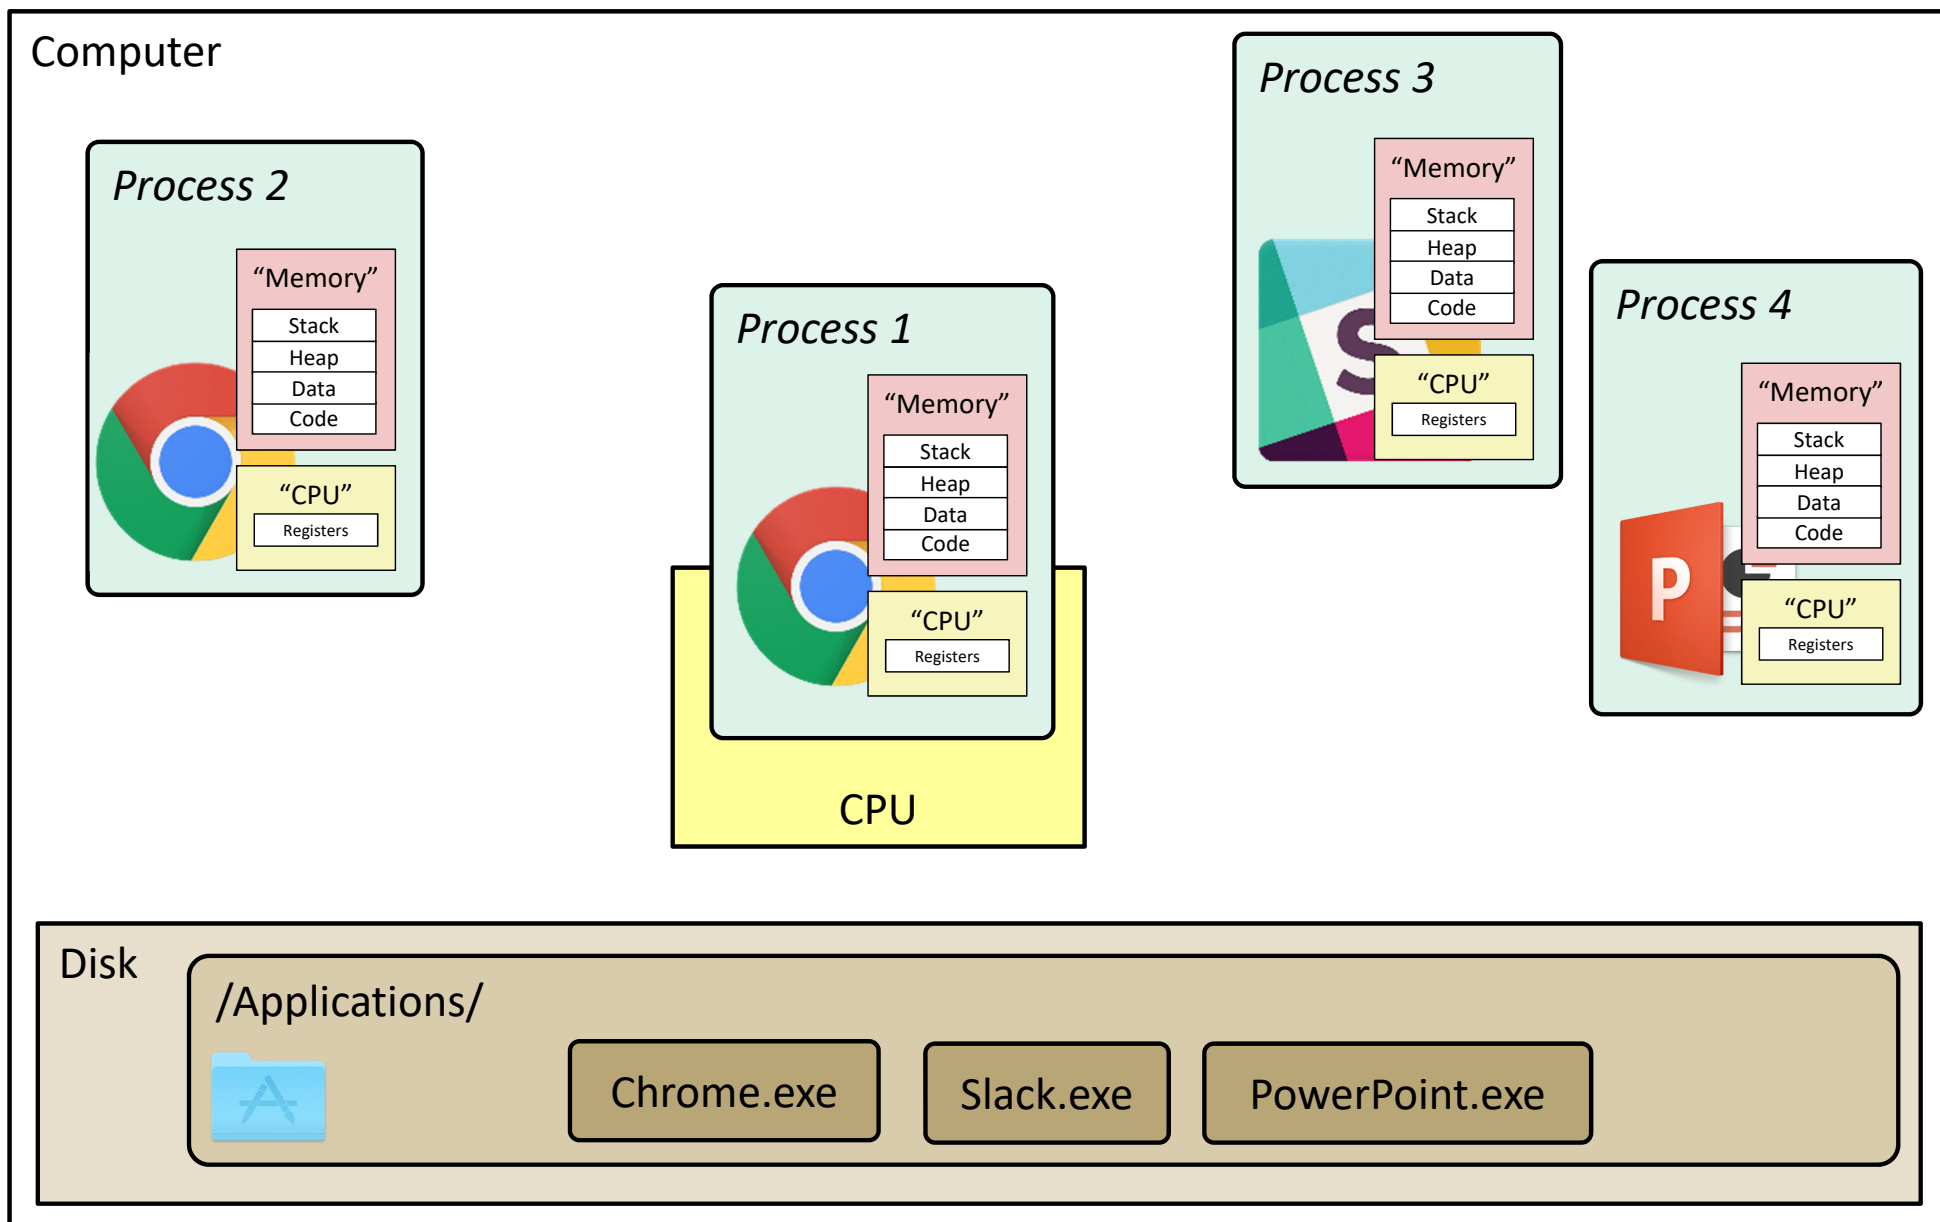 Computer
Process 2
“Memory”
Stack
Heap
Data
Code
“CPU”
Registers
Process 1
“Memory”
Stack
Heap
Data
Code
“CPU”
Registers
CPU
Process 3
“Memory”
Stack
Heap
Data
Code
S
“CPU”
Registers
Process 4
“Memory”
Stack
Heap
Data
Code
P
“CPU”
Registers
Disk
/Applications/
Chrome.exe
Slack.exe
PowerPoint.exe